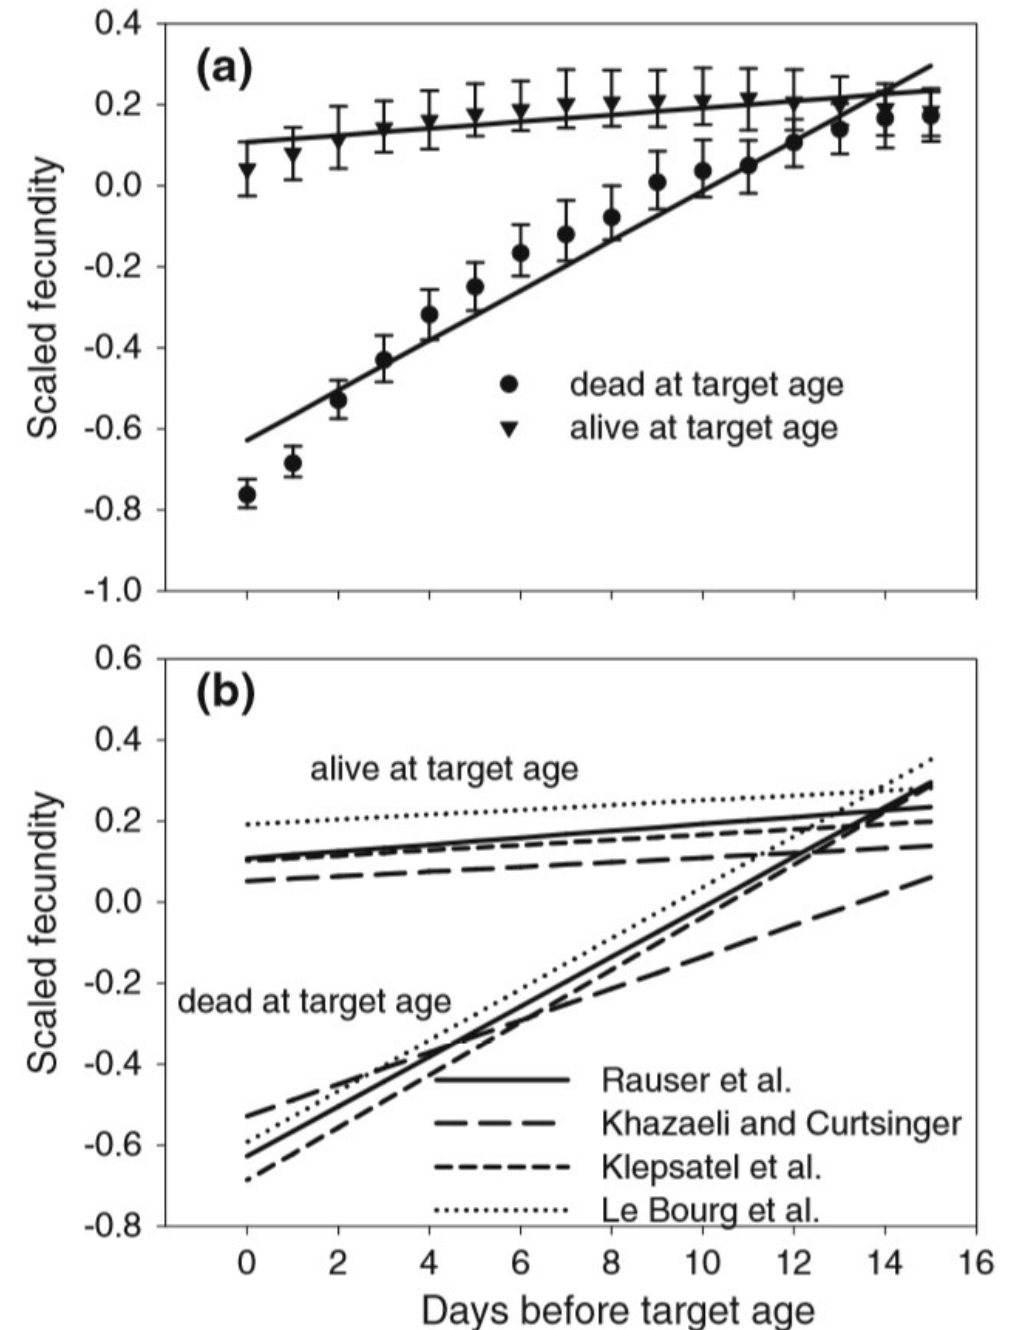 (a)
0.4
0.2
0.0
-0.2
-0.4
-0.6
-0.8
-1.0
Scaled fecundity
dead at target age
alive at target age
(b)
0.6
0.4
0.2
0.0
-0.2
-0.4
-0.6
-0.8
Scaled fecundity
alive at target age
dead at target age
Rauser et al.
Khazaeli and Curtsinger
Klepsatel et al.
Le Bourg et al.
0 2 4 6 8 10 12 14 16
Days before target age